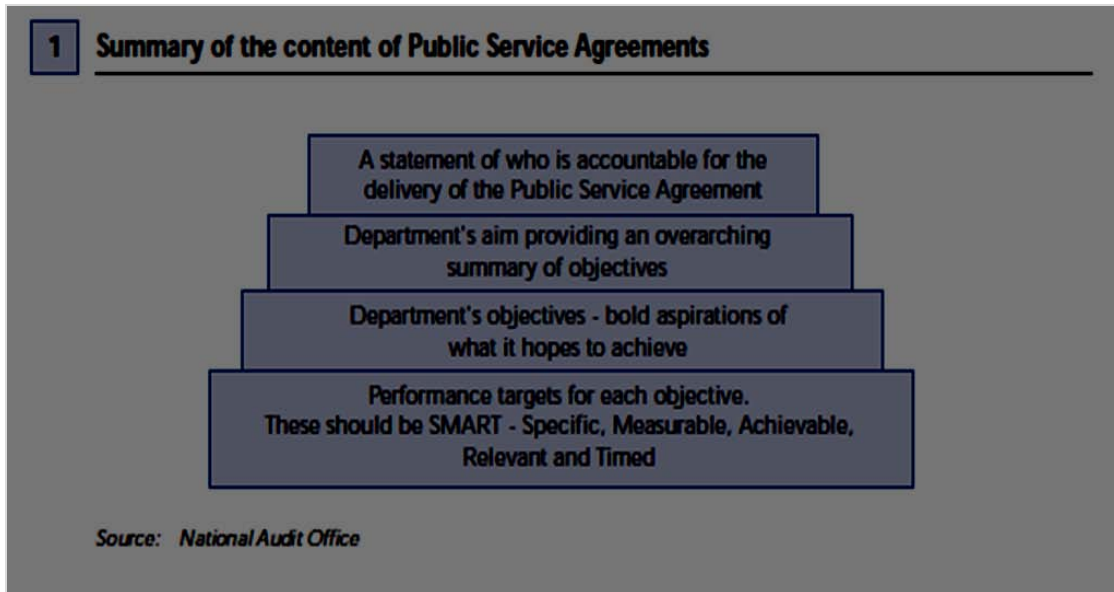 1 Summary of the content of Public Service Agreements
A statement of who is accountable for the
delivery of the Public Service Agreement
Department's aim providing an overarching
summary of objectives
Department's objectives - bold aspirations of
what it hopes to achieve
Performance targets for each objective.
These should be SMART - Specific, Measurable, Achievable,
Relevant and Timed
Source: National Audit Office